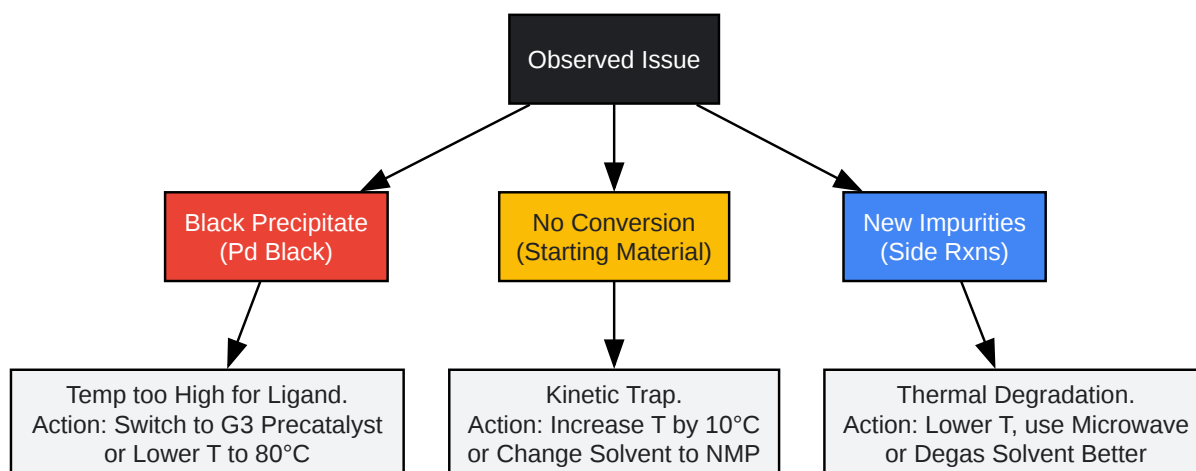 Observed Issue
Black Precipitate
(Pd Black)
No Conversion
(Starting Material)
New Impurities
(Side Rxns)
Temp too High for Ligand.
Action: Switch to G3 Precatalyst
or Lower T to 80°C
Kinetic Trap.
Action: Increase T by 10°C
or Change Solvent to NMP
Thermal Degradation.
Action: Lower T, use Microwave
or Degas Solvent Better